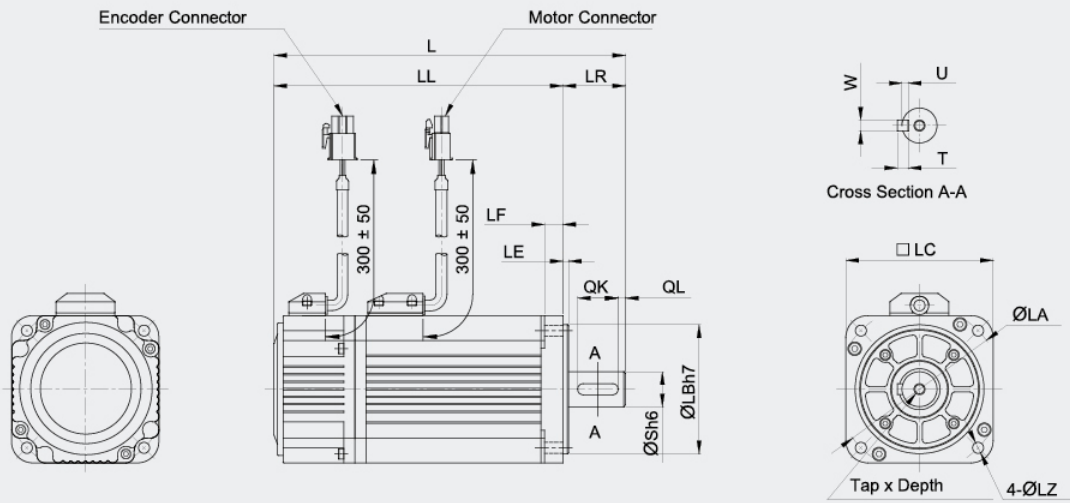 Encoder Connector
Motor Connector
L
LL
LR
W
U
T
Cross Section A-A
300 ± 50
300 ± 50
LF
LE
QK
QL
A
A
ØSh6
ØLBh7
□ LC
ØLA
Tap x Depth
4-ØLZ